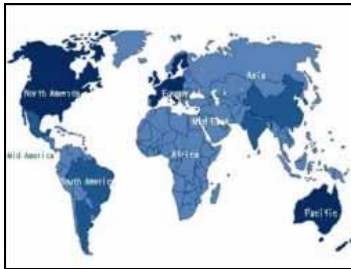 North America
Europe
Asia
Mid East
Mid America
Africa
South America
Pacific